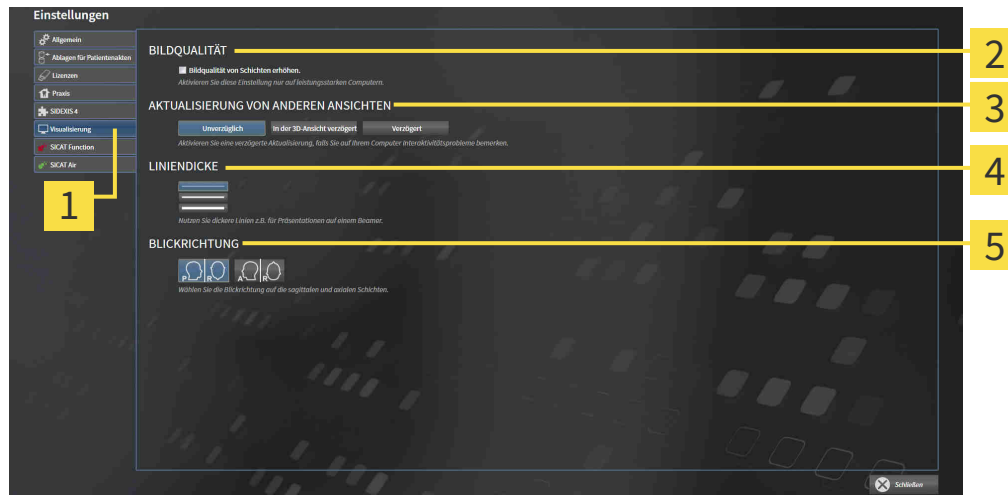 Einstellungen
Allgemein
Ablagen für Patientenakten
Lizenzen
Praxis
SIDEXIS 4
Visualisierung
SICAT Function
SICAT Air
1
BILDQUALITÄT
2
Bildqualität von Schichten erhöhen.
Aktivieren Sie diese Einstellung nur auf leistungsstarken Computern.
AKTUALISIERUNG VON ANDEREN ANSICHTEN
3
Unverzüglich In der 3D-Ansicht verzögert Verzögert
Aktivieren Sie eine verzögerte Aktualisierung, falls Sie auf Ihrem Computer Interaktivitätsprobleme bemerken.
LINIENDICKE
4
Nutzen Sie dickere Linien z.B. für Präsentationen auf einem Beamer.
BLICKRICHTUNG
5
P R A R
Wählen Sie die Blickrichtung auf die sagittalen und axialen Schichten.
Schließen